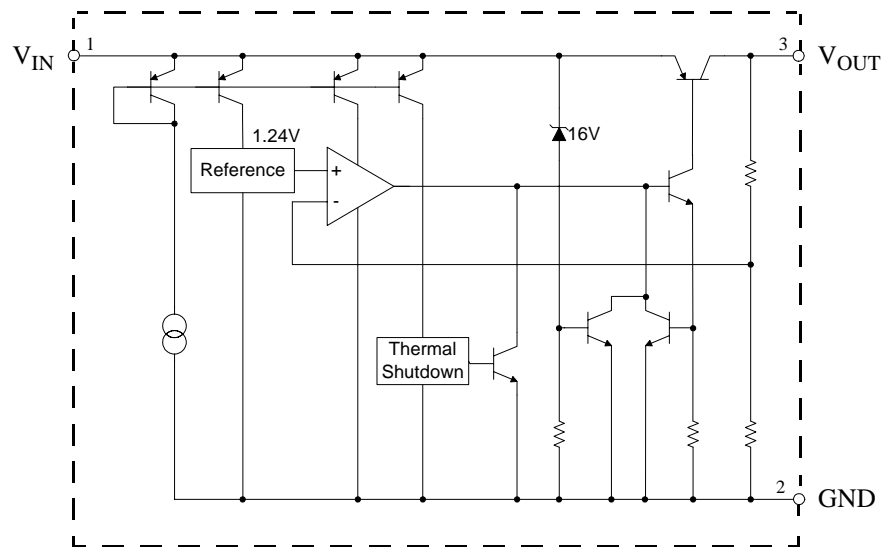 V_IN
1
3
V_OUT
1.24V
16V
Reference
+
-
Thermal
Shutdown
2
GND